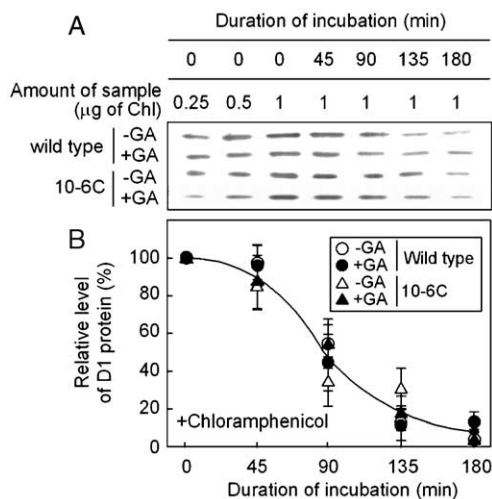 A
Duration of incubation (min)
0 0 0 45 90 135 180
Amount of sample
(μg of Chl)
0.25 0.5 1 1 1 1 1
wild type
-GA
+GA
10-6C
-GA
+GA
B
Relative level
of D1 protein (%)
100
80
60
40
20
0
-GA
+GA
Wild type
-GA
+GA
10-6C
+Chloramphenicol
0 45 90 135 180
Duration of incubation (min)